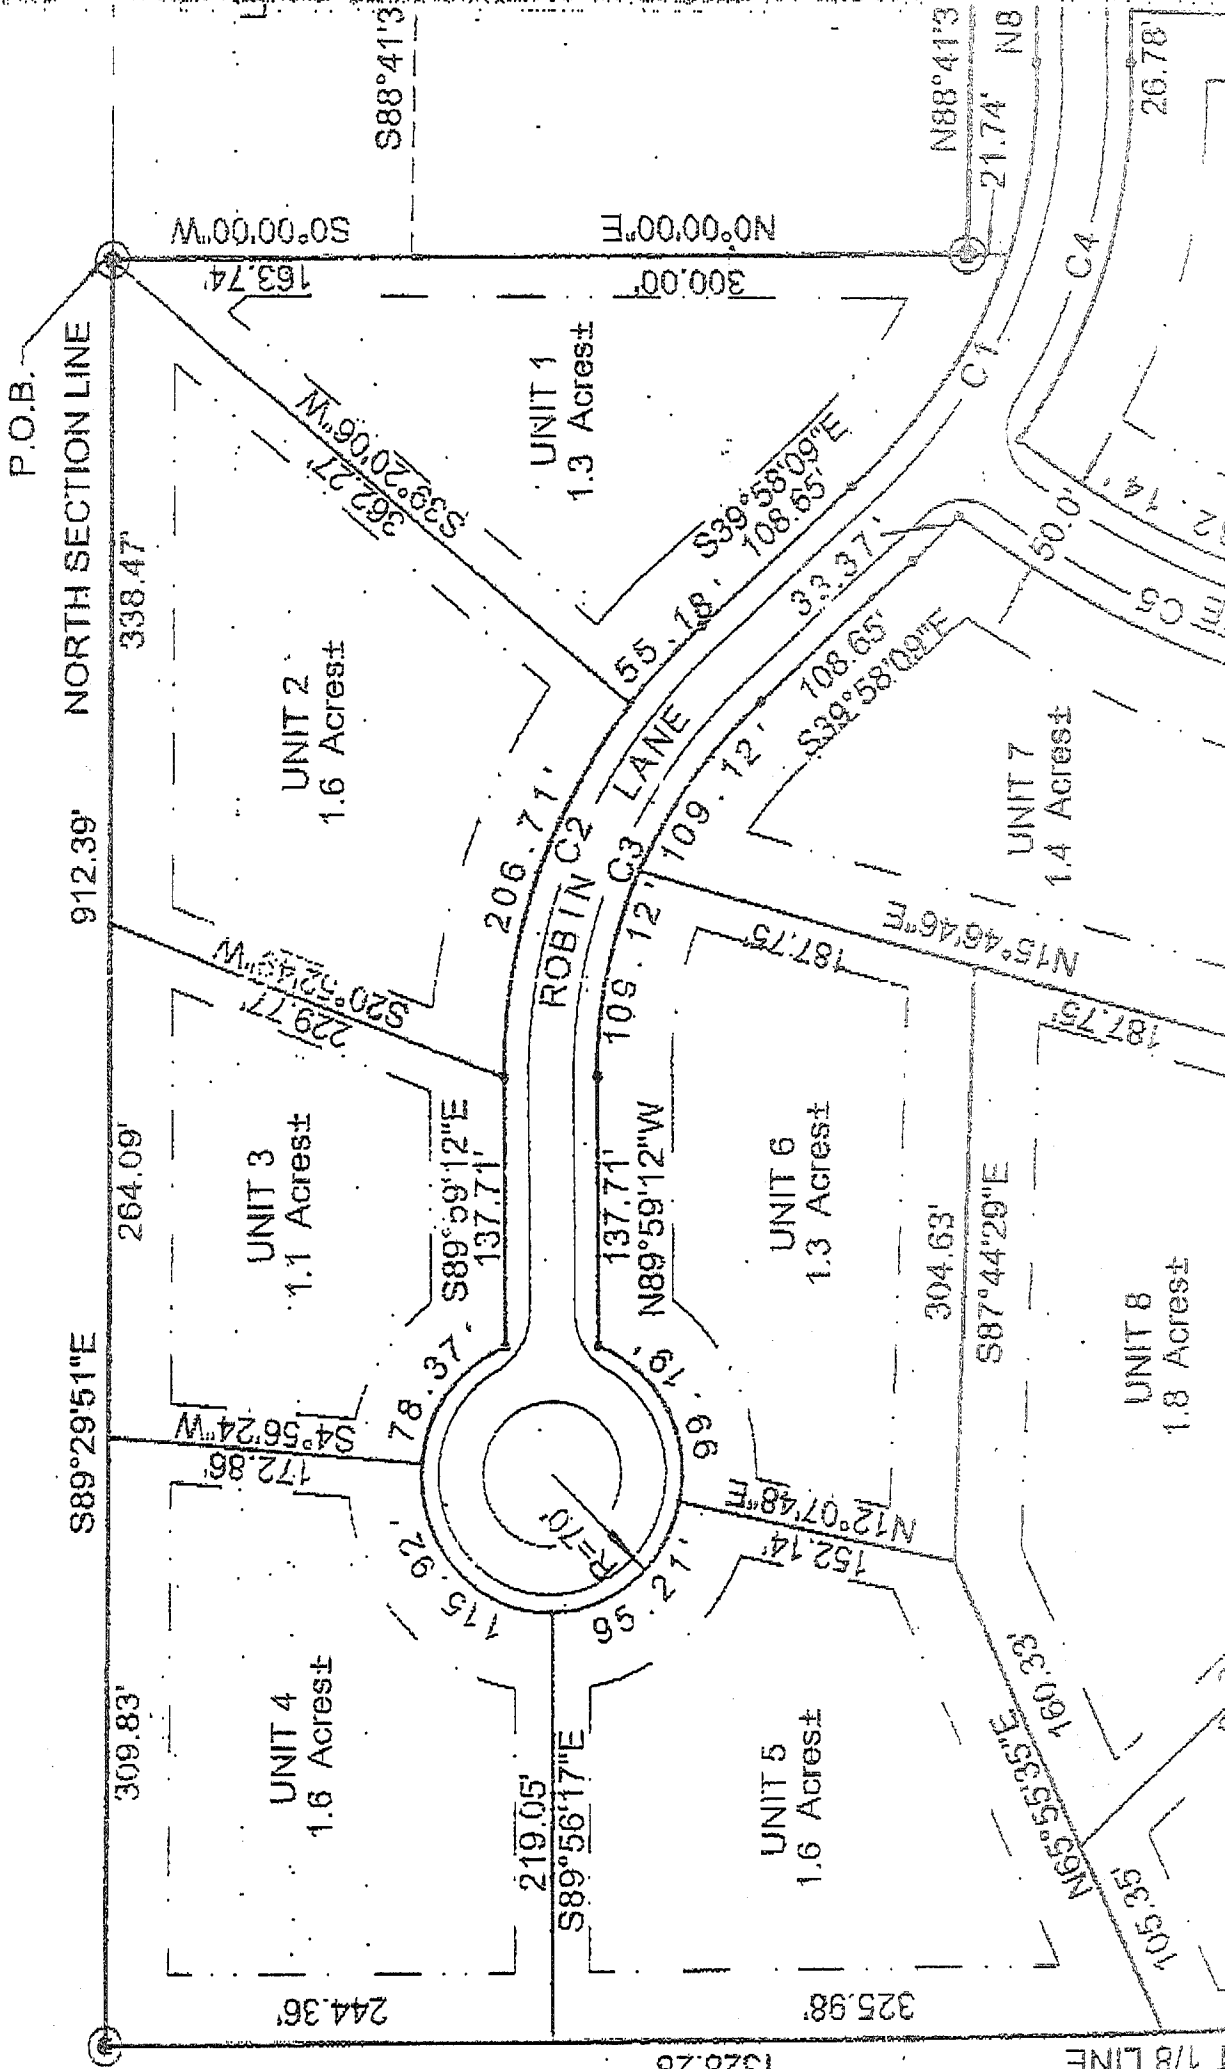 P.O.B.
NORTH SECTION LINE
S89°29'51"E
912.39'
309.83'
264.09'
338.47'
S0°00'00"W
163.74'
N0°00'00"E
300.00'
S88°41'3
N88°41'3
21.74'
N8
26.78'
UNIT 1
1.3 Acres±
S39°20'06"W
362.27'
UNIT 2
1.6 Acres±
S20°52'49"W
229.77'
UNIT 3
1.1 Acres±
S89°59'12"E
137.71'
S4°56'24"W
172.86'
UNIT 4
1.6 Acres±
244.36'
78.37'
115.92'
R=70'
95.21'
99.19'
219.05'
S89°56'17"E
206.71'
55.18'
S39°58'09"E
108.65'
ROBIN LANE
C1
C2
C3
C4
C5
33.37'
50.0'
109.12'
109.12'
108.65'
S39°58'09"E
N89°59'12"W
137.71'
UNIT 5
1.6 Acres±
325.98'
N12°07'48"E
152.14'
UNIT 6
1.3 Acres±
N15°46'46"E
187.75'
187.75'
UNIT 7
1.4 Acres±
304.63'
S87°44'29"E
UNIT 8
1.8 Acres±
N65°55'35"E
160.33'
105.35'
1/8 LINE